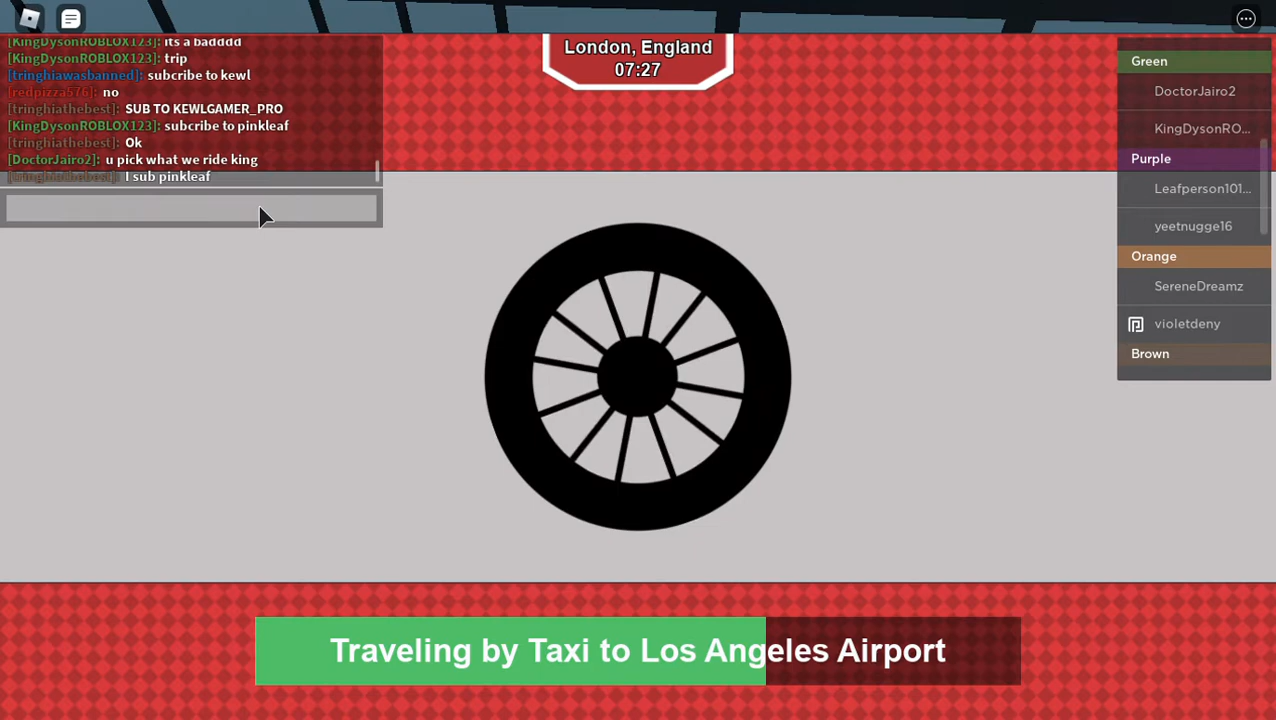 [KingDysonROBLOX123]: its a badddd
[KingDysonROBLOX123]: trip
[tringhiawasbanned]: subcribe to kewl
[redpizza576]: no
[tringhiathebest]: SUB TO KEWLGAMER_PRO
[KingDysonROBLOX123]: subcribe to pinkleaf
[tringhiathebest]: Ok
[DoctorJairo2]: u pick what we ride king
[tringhiathebest]: I sub pinkleaf
London, England
07:27
Green
DoctorJairo2
KingDysonRO...
Purple
Leafperson101...
yeetnugge16
Orange
SereneDreamz
violetdeny
Brown
Traveling by Taxi to Los Angeles Airport